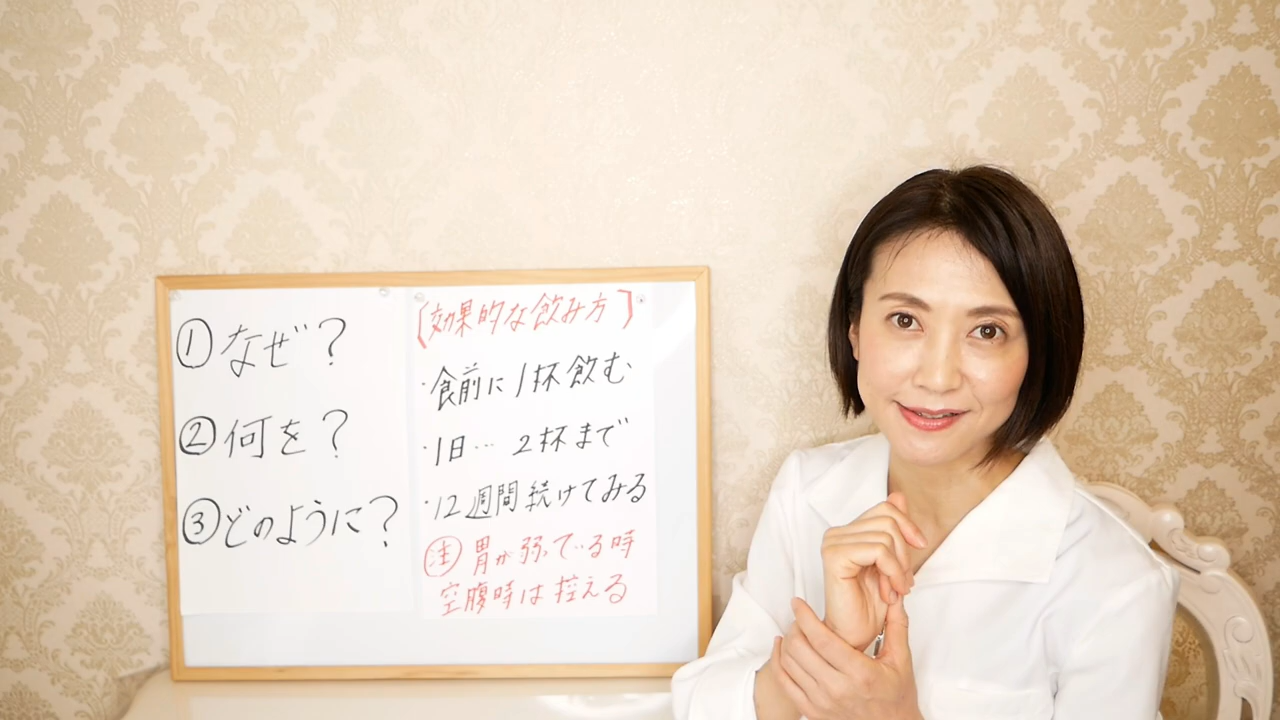 ①なぜ?
②何を?
③どのように?
〔効果的な飲み方〕
・食前に1杯飲む
・1日… 2杯まで
・12週間続けてみる
㊟胃が弱っている時
空腹時は控える